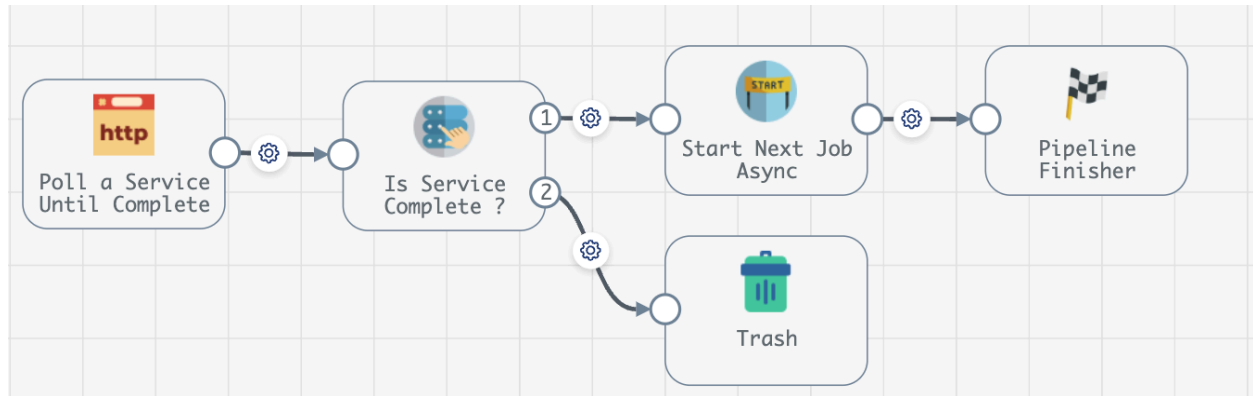 http
Poll a Service
Until Complete
Is Service
Complete ?
1
2
START
Start Next Job
Async
Pipeline
Finisher
Trash